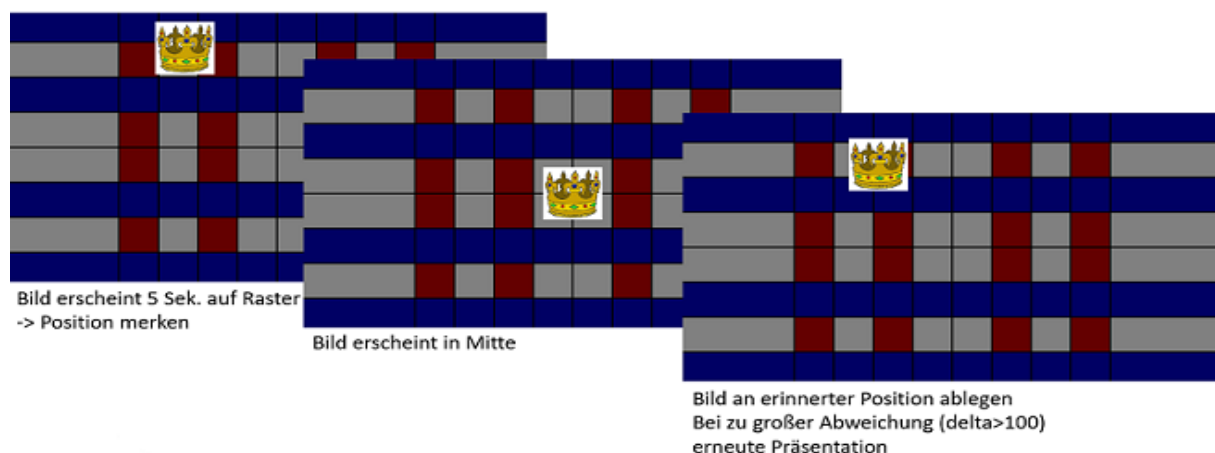 Bild erscheint 5 Sek. auf Raster
-> Position merken
Bild erscheint in Mitte
Bild an erinnerter Position ablegen
Bei zu großer Abweichung (delta>100)
erneute Präsentation